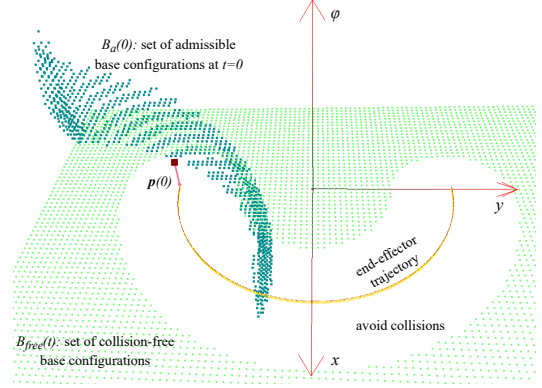 φ
B_a(0): set of admissible
base configurations at t=0
p(0)
y
end-effector
trajectory
avoid collisions
B_free(t): set of collision-free
base configurations
x